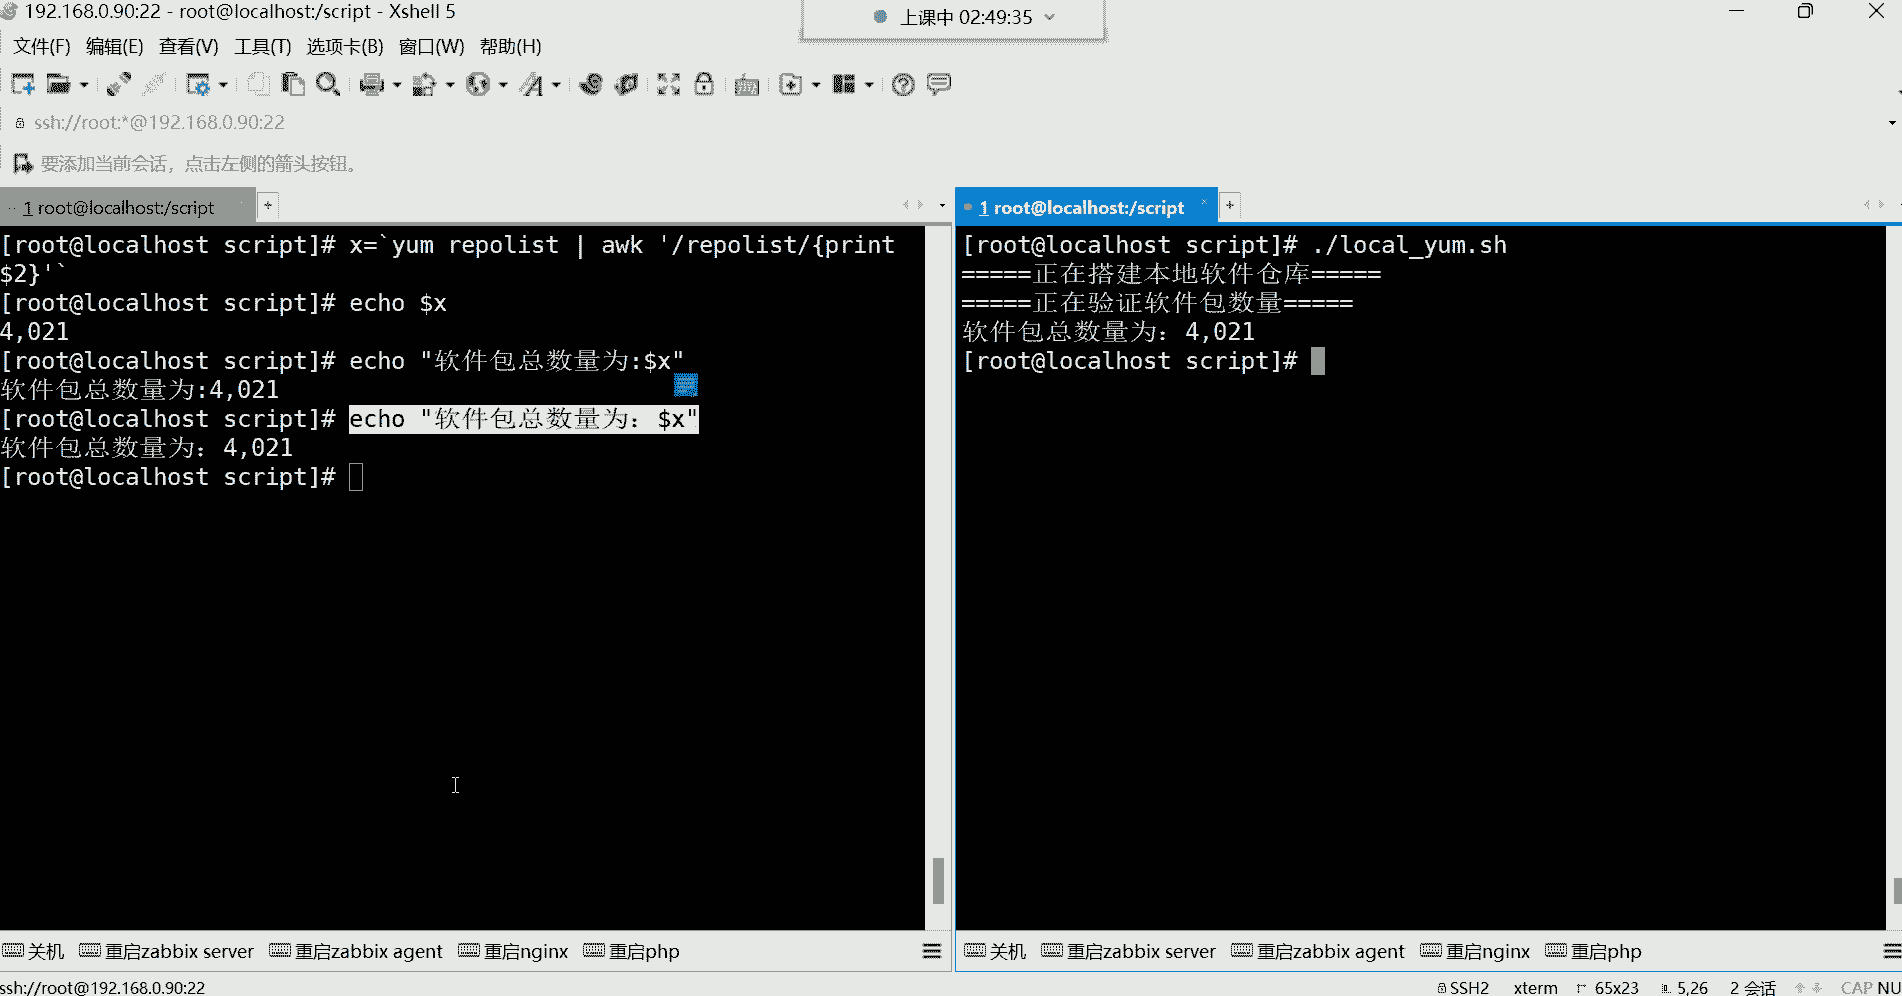 192.168.0.90:22 - root@localhost:/script - Xshell 5
上课中 02:49:35
文件(F) 编辑(E) 查看(V) 工具(T) 选项卡(B) 窗口(W) 帮助(H)
ssh://root:*@192.168.0.90:22
要添加当前会话，点击左侧的箭头按钮。
1 root@localhost:/script
[root@localhost script]# x=`yum repolist | awk '/repolist/{print
$2}'`
[root@localhost script]# echo $x
4,021
[root@localhost script]# echo "软件包总数量为:$x"
软件包总数量为:4,021
[root@localhost script]# echo "软件包总数量为：$x"
软件包总数量为：4,021
[root@localhost script]#
1 root@localhost:/script
[root@localhost script]# ./local_yum.sh
=====正在搭建本地软件仓库=====
=====正在验证软件包数量=====
软件包总数量为：4,021
[root@localhost script]#
关机 重启zabbix server 重启zabbix agent 重启nginx 重启php
关机 重启zabbix server 重启zabbix agent 重启nginx 重启php
ssh://root@192.168.0.90:22
SSH2 xterm 65x23 5,26 2 会话 CAP NU